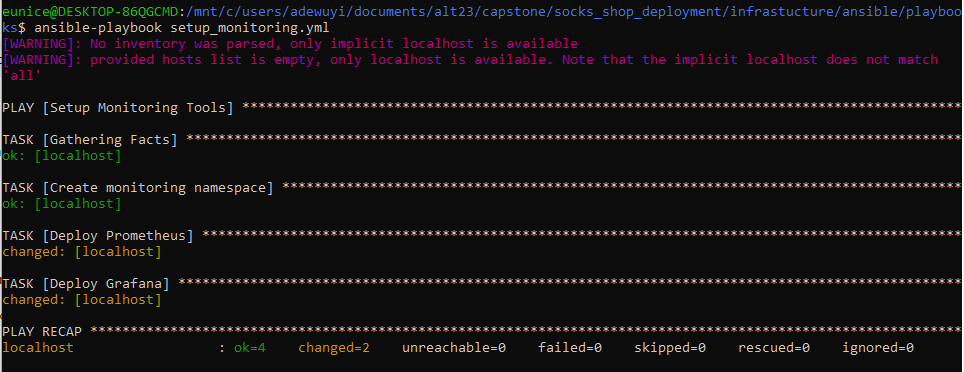 eunice@DESKTOP-86QGCMD:/mnt/c/users/adewuyi/documents/alt23/capstone/socks_shop_deployment/infrastucture/ansible/playboo
ks$ ansible-playbook setup_monitoring.yml
[WARNING]: No inventory was parsed, only implicit localhost is available
[WARNING]: provided hosts list is empty, only localhost is available. Note that the implicit localhost does not match
'all'
PLAY [Setup Monitoring Tools] ******************************************************************************************
TASK [Gathering Facts] *************************************************************************************************
ok: [localhost]
TASK [Create monitoring namespace] *************************************************************************************
ok: [localhost]
TASK [Deploy Prometheus] ***********************************************************************************************
changed: [localhost]
TASK [Deploy Grafana] **************************************************************************************************
changed: [localhost]
PLAY RECAP *************************************************************************************************************
localhost                  : ok=4    changed=2    unreachable=0    failed=0    skipped=0    rescued=0    ignored=0